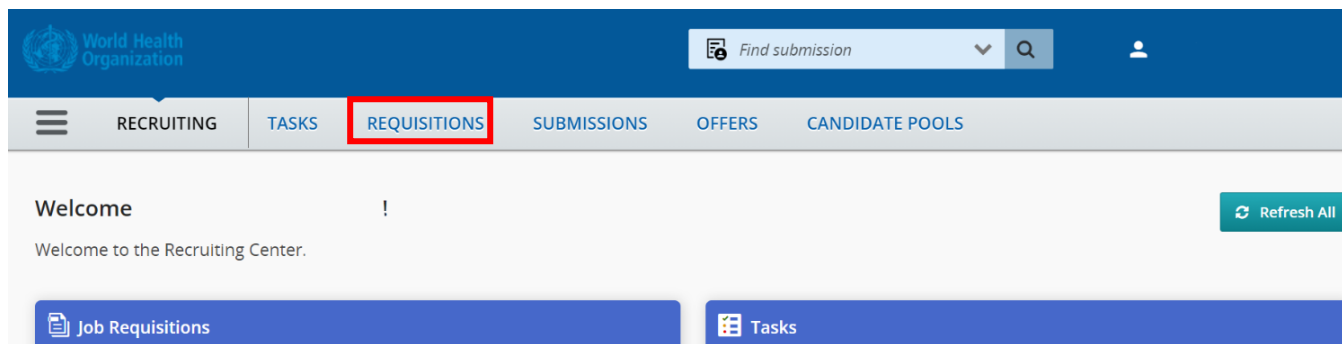 World Health
Organization
Find submission
RECRUITING TASKS REQUISITIONS SUBMISSIONS OFFERS CANDIDATE POOLS
Welcome !
Refresh All
Welcome to the Recruiting Center.
Job Requisitions
Tasks